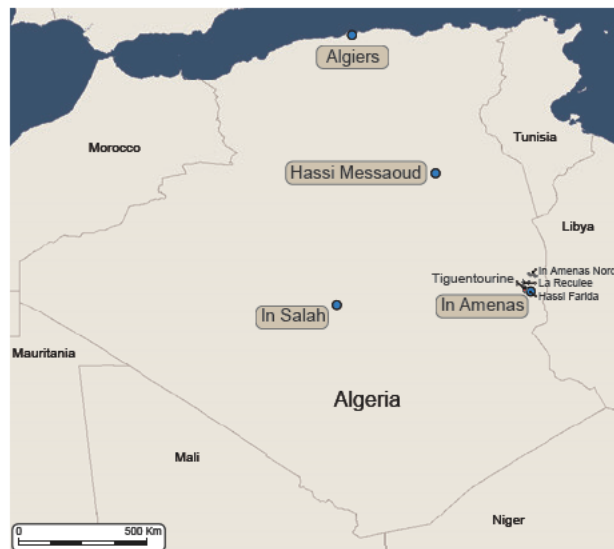 Algiers
Morocco
Tunisia
Hassi Messaoud
Libya
In Amenas Nord
Tiguentourine
La Reculee
Hassi Farida
In Amenas
In Salah
Mauritania
Algeria
Mali
Niger
0 500 Km